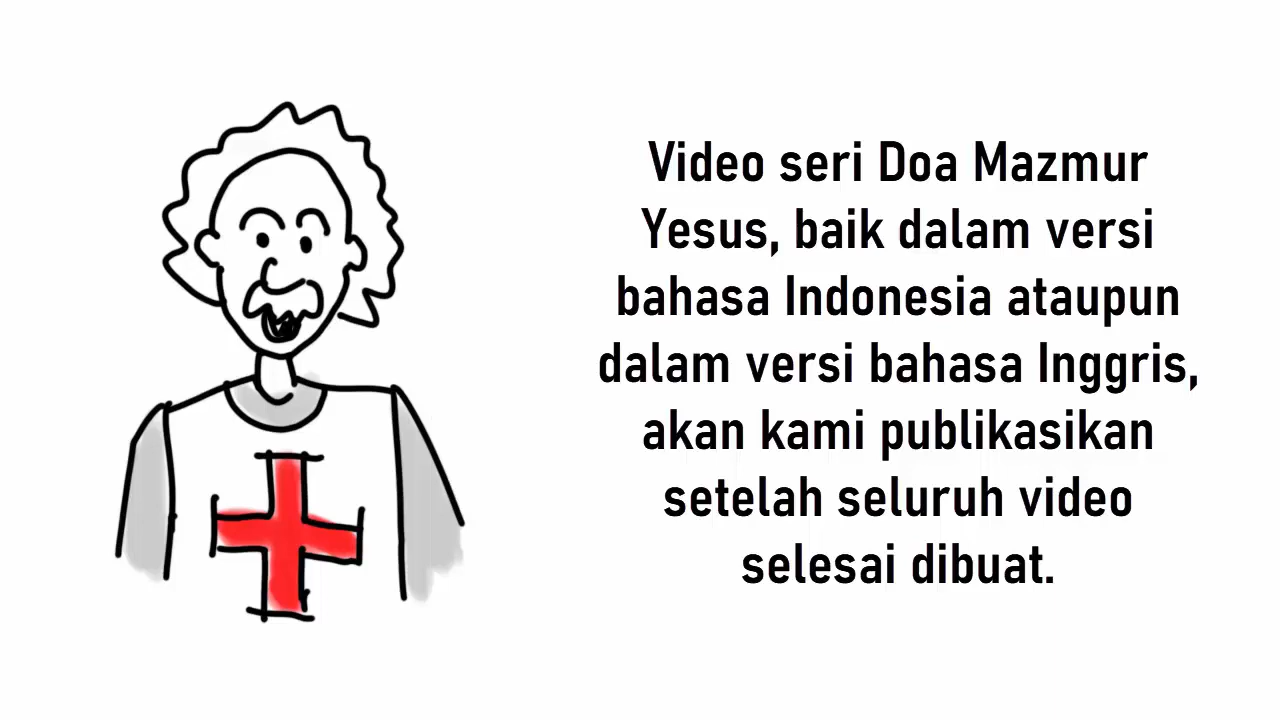 Video seri Doa Mazmur
Yesus, baik dalam versi
bahasa Indonesia ataupun
dalam versi bahasa Inggris,
akan kami publikasikan
setelah seluruh video
selesai dibuat.